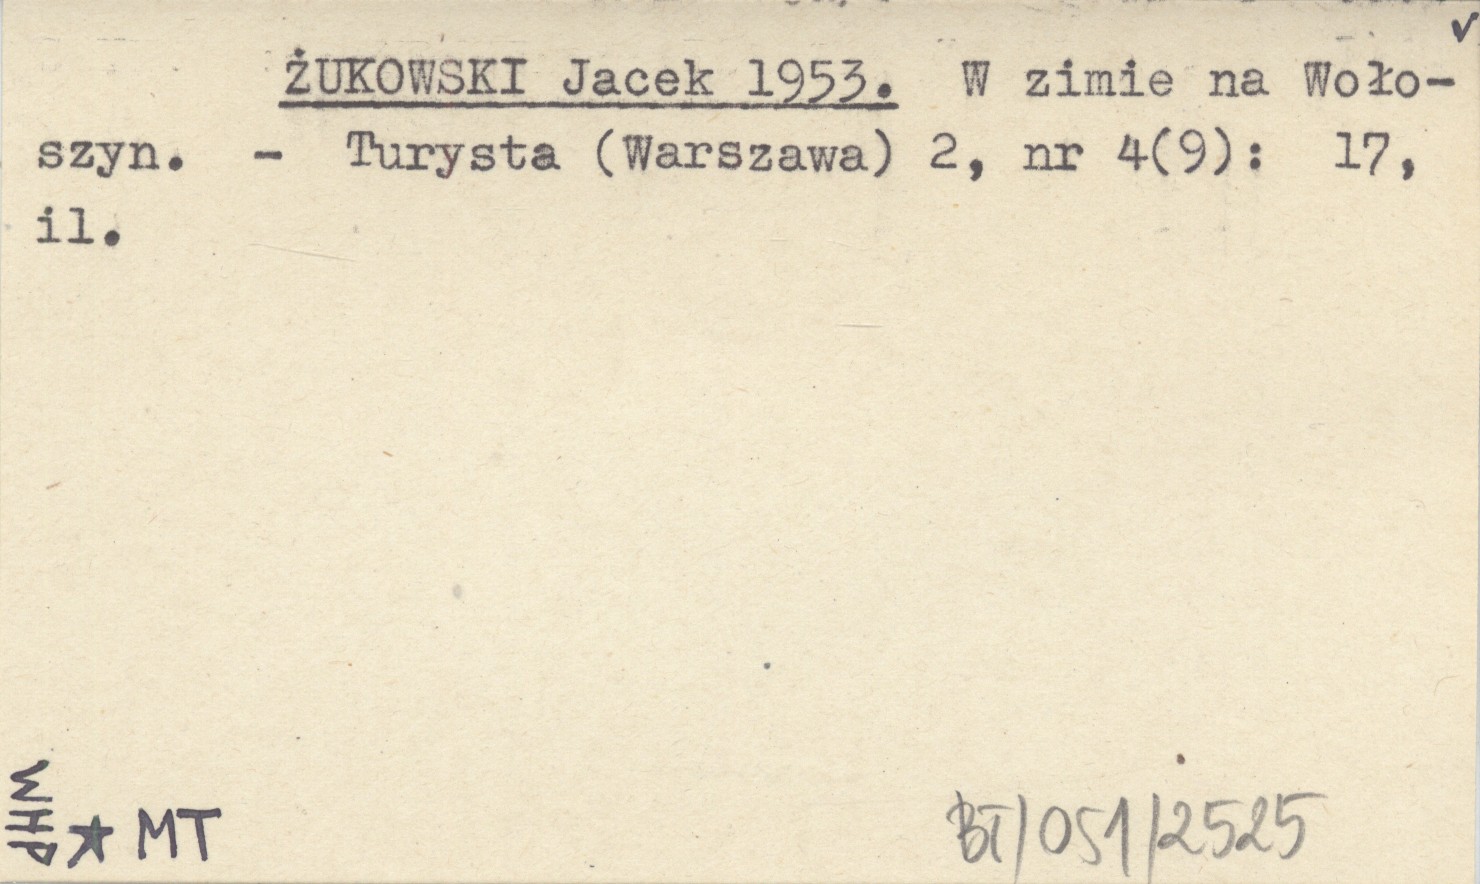 ŻUKOWSKI Jacek 1953. W zimie na Woło-
szyn. - Turysta (Warszawa) 2, nr 4(9): 17,
il.
WHP
★ MT
BT/051/2525